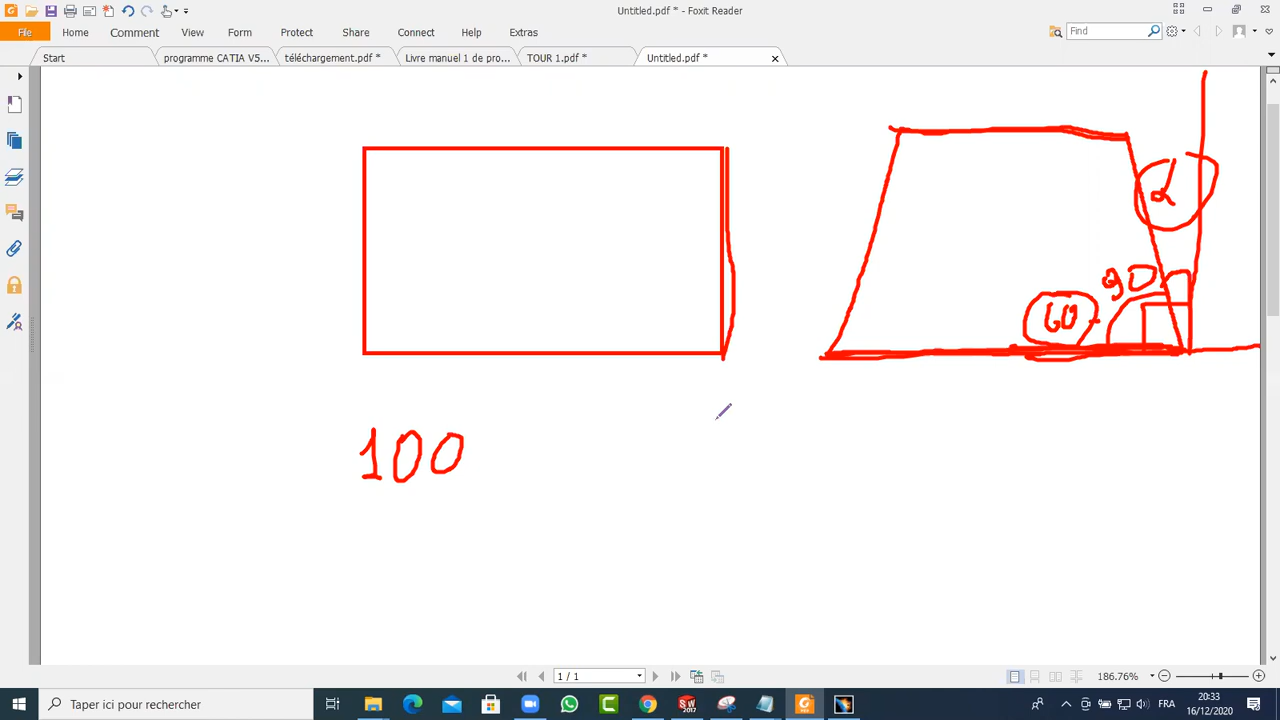 Untitled.pdf * - Foxit Reader
File Home Comment View Form Protect Share Connect Help Extras
Find
Start programme CATIA V5... téléchargement.pdf * Livre manuel 1 de pro... TOUR 1.pdf * Untitled.pdf *
α
90
60
100
1 / 1
186.76%
Taper ici pour rechercher
SW
2017
FRA
20:33
16/12/2020